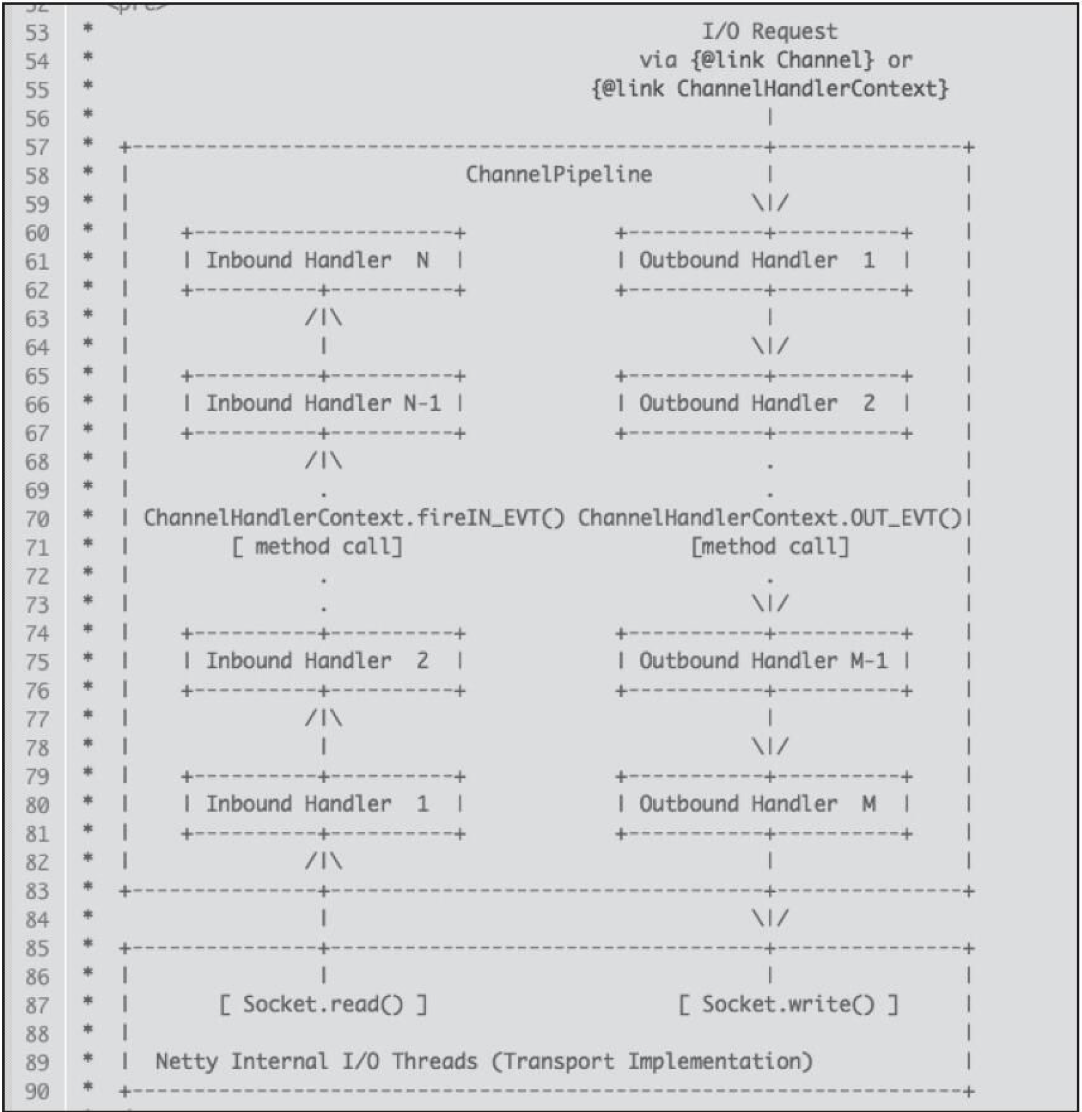 52 <pre>
53 * I/O Request
54 * via {@link Channel} or
55 * {@link ChannelHandlerContext}
56 * |
57 * +---------------------------------------------------+---------------+
58 * | ChannelPipeline | |
59 * | \|/ |
60 * | +---------------------+ +-----------+----------+ |
61 * | | Inbound Handler N | | Outbound Handler 1 | |
62 * | +----------+----------+ +-----------+----------+ |
63 * | /|\ | |
64 * | | \|/ |
65 * | +----------+----------+ +-----------+----------+ |
66 * | | Inbound Handler N-1 | | Outbound Handler 2 | |
67 * | +----------+----------+ +-----------+----------+ |
68 * | /|\ . |
69 * | . . |
70 * | ChannelHandlerContext.fireIN_EVT() ChannelHandlerContext.OUT_EVT()|
71 * | [ method call] [method call] |
72 * | . . |
73 * | . \|/ |
74 * | +----------+----------+ +-----------+----------+ |
75 * | | Inbound Handler 2 | | Outbound Handler M-1 | |
76 * | +----------+----------+ +-----------+----------+ |
77 * | /|\ | |
78 * | | \|/ |
79 * | +----------+----------+ +-----------+----------+ |
80 * | | Inbound Handler 1 | | Outbound Handler M | |
81 * | +----------+----------+ +-----------+----------+ |
82 * | /|\ | |
83 * +---------------+-----------------------------------+---------------+
84 * | \|/
85 * +---------------+-----------------------------------+---------------+
86 * | | | |
87 * | [ Socket.read() ] [ Socket.write() ] |
88 * | |
89 * | Netty Internal I/O Threads (Transport Implementation) |
90 * +-------------------------------------------------------------------+